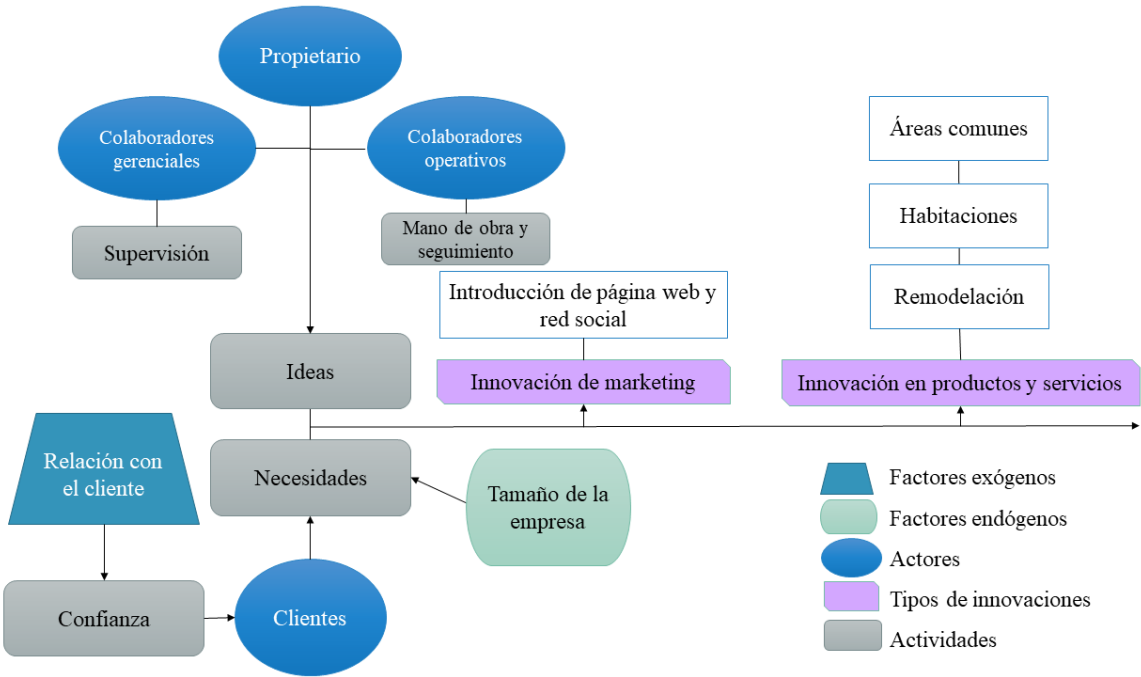 Propietario
Colaboradores
gerenciales
Colaboradores
operativos
Supervisión
Mano de obra y
seguimiento
Áreas comunes
Habitaciones
Remodelación
Introducción de página web y
red social
Ideas
Innovación de marketing
Innovación en productos y servicios
Relación con
el cliente
Necesidades
Tamaño de la
empresa
Confianza
Clientes
Factores exógenos
Factores endógenos
Actores
Tipos de innovaciones
Actividades